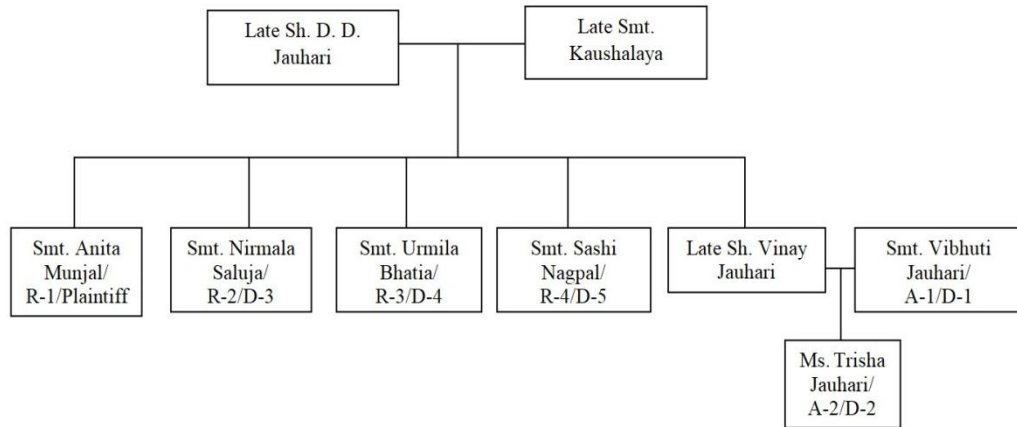 Late Sh. D. D.
Jauhari
Late Smt.
Kaushalaya
Smt. Anita
Munjal/
R-1/Plaintiff
Smt. Nirmala
Saluja/
R-2/D-3
Smt. Urmila
Bhatia/
R-3/D-4
Smt. Sashi
Nagpal/
R-4/D-5
Late Sh. Vinay
Jauhari
Smt. Vibhuti
Jauhari/
A-1/D-1
Ms. Trisha
Jauhari/
A-2/D-2